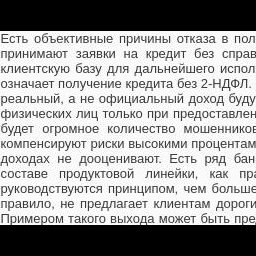 Есть объективные причины отказа в пол
принимают заявки на кредит без справ
клиентскую базу для дальнейшего испол
означает получение кредита без 2-НДФЛ.
реальный, а не официальный доход буду
физических лиц только при предоставлен
будет огромное количество мошенников
компенсируют риски высокими процентам
доходах не дооценивают. Есть ряд бан
составе продуктовой линейки, как пра
руководствуются принципом, чем больше
правило, не предлагает клиентам дороги
Примером такого выхода может быть пре